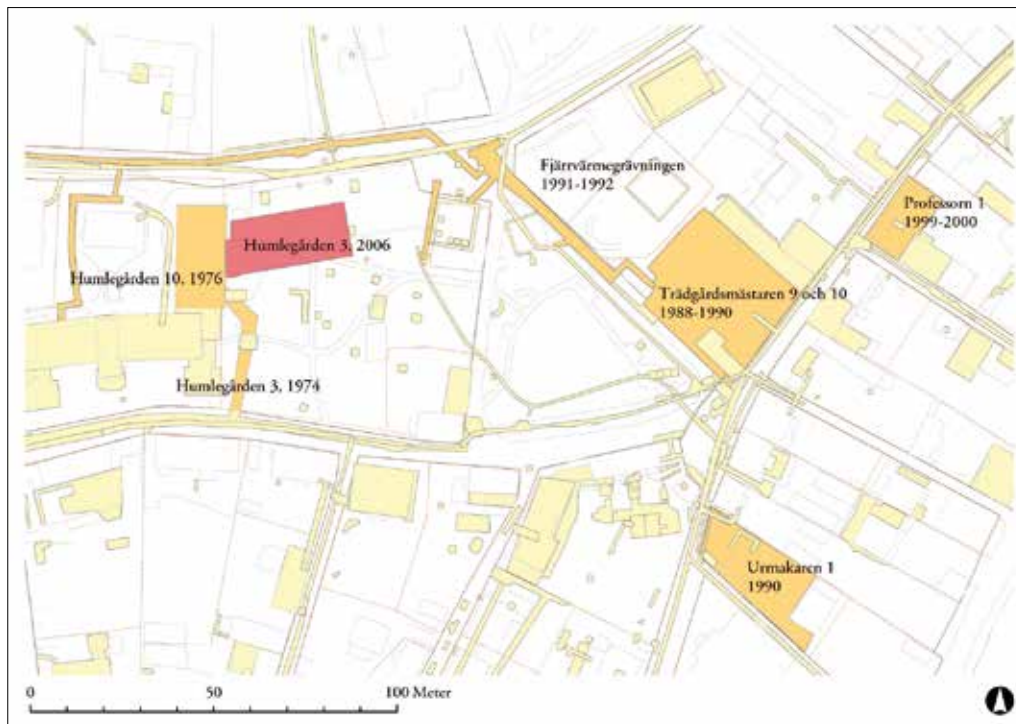 Fjärrvärmegrävningen
1991-1992
Professorn 1
1999-2000
Humlegården 3, 2006
Humlegården 10, 1976
Trädgårdsmästaren 9 och 10
1988-1990
Humlegården 3, 1974
Urmakaren 1
1990
0 50 100 Meter